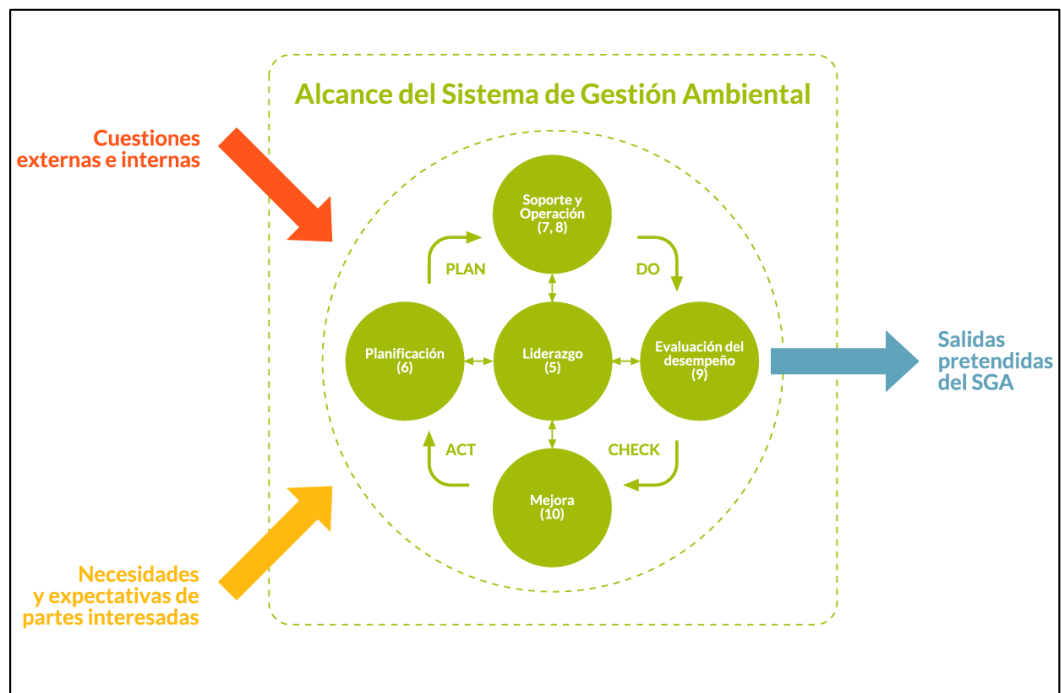 Alcance del Sistema de Gestión Ambiental
Cuestiones
externas e internas
Soporte y
Operación
(7, 8)
PLAN
DO
Planificación
(6)
Liderazgo
(5)
Evaluación del
desempeño
(9)
Salidas
pretendidas
del SGA
ACT
CHECK
Mejora
(10)
Necesidades
y expectativas de
partes interesadas